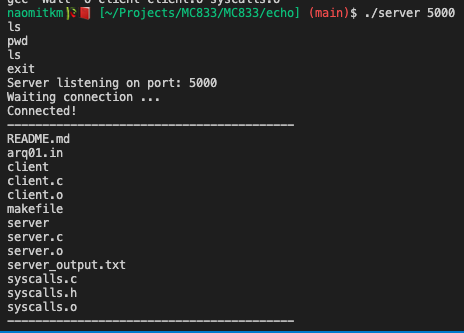 gcc -Wall -o client client.o syscalls.o
naomitkm [~/Projects/MC833/MC833/echo] (main)$ ./server 5000
ls
pwd
ls
exit
Server listening on port: 5000
Waiting connection ...
Connected!
-----------------------------------------
README.md
arq01.in
client
client.c
client.o
makefile
server
server.c
server.o
server_output.txt
syscalls.c
syscalls.h
syscalls.o
-----------------------------------------